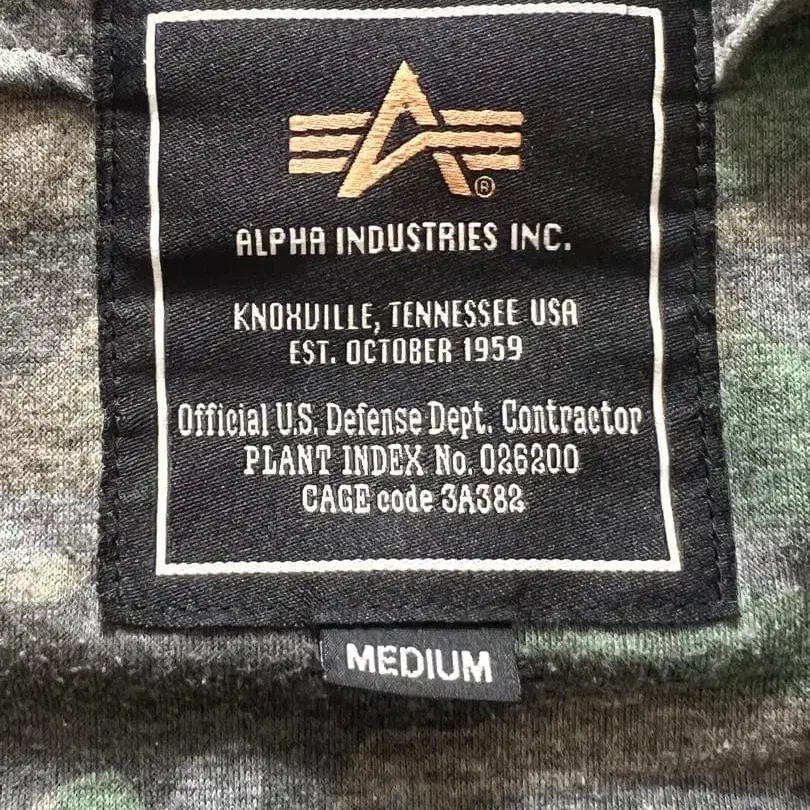 ®
ALPHA INDUSTRIES INC.
KNOXVILLE, TENNESSEE USA
EST. OCTOBER 1959
Official U.S. Defense Dept. Contractor
PLANT INDEX No. 026200
CAGE code 3A382
MEDIUM